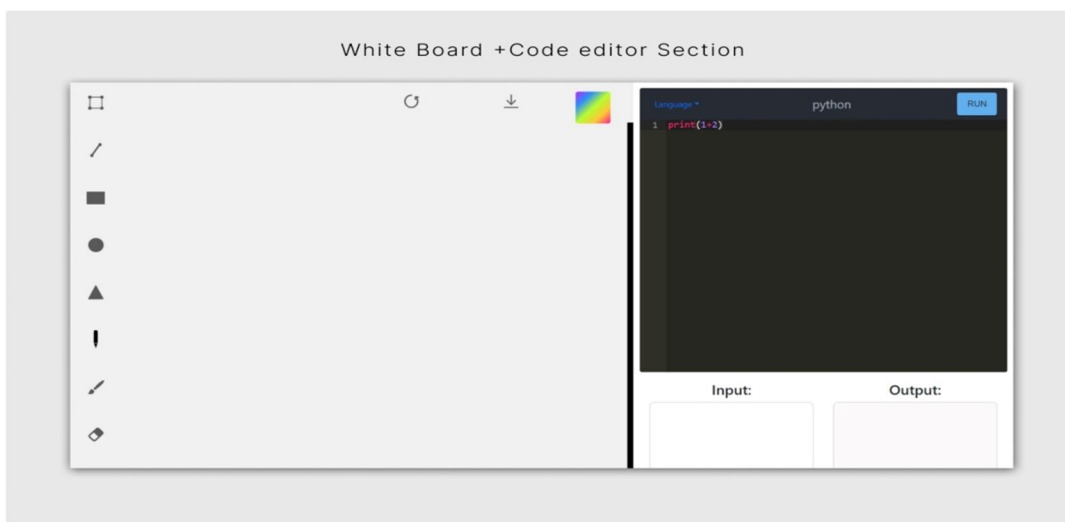 White Board +Code editor Section
Language
python
RUN
1 print(1+2)
Input:
Output: